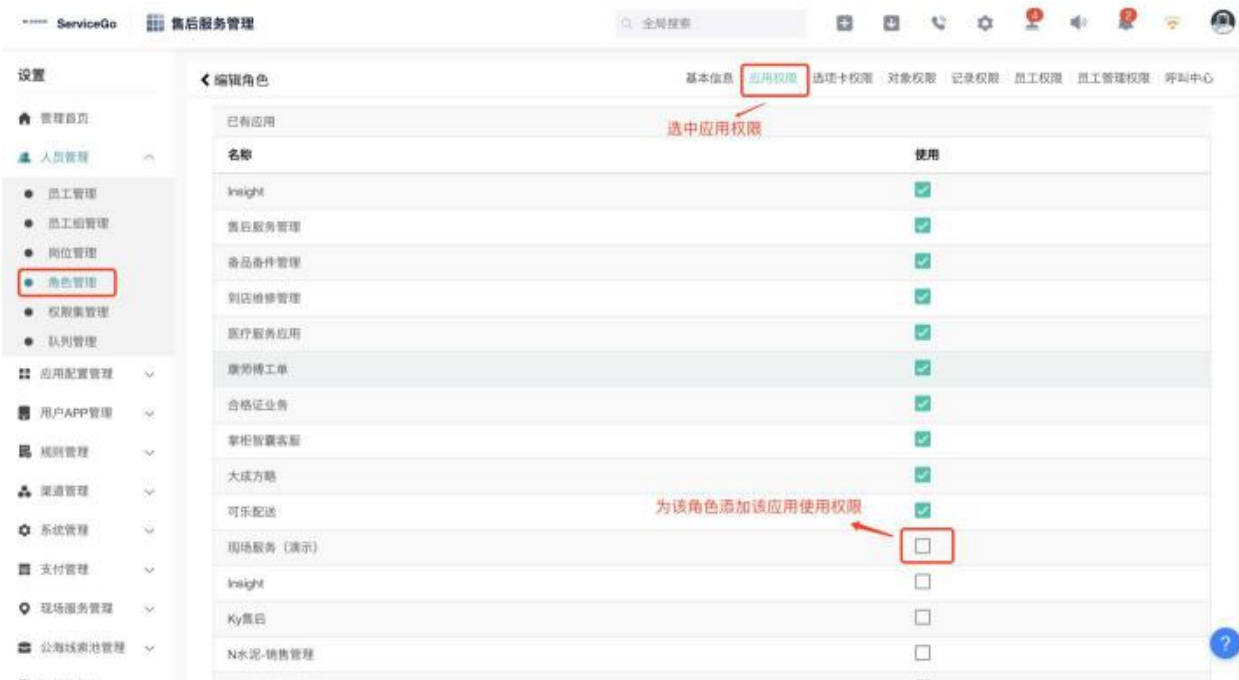 ServiceGo 售后服务管理 全局搜索 4 2
设置
编辑角色 基本信息 应用权限 选项卡权限 对象权限 记录权限 员工权限 员工管理权限 呼叫中心
管理首页
人员管理
员工管理
员工组管理
岗位管理
角色管理
权限集管理
队列管理
应用配置管理
用户APP管理
规则管理
渠道管理
系统管理
支付管理
现场服务管理
公海线索池管理
已有应用
选中应用权限
名称 使用
Insight
售后服务管理
备品备件管理
到店维修管理
医疗服务应用
康师傅工单
合格证业务
掌柜智囊客服
大成方略
可乐配送
为该角色添加该应用使用权限
现场服务（演示）
Insight
Ky售后
N水泥-销售管理
?